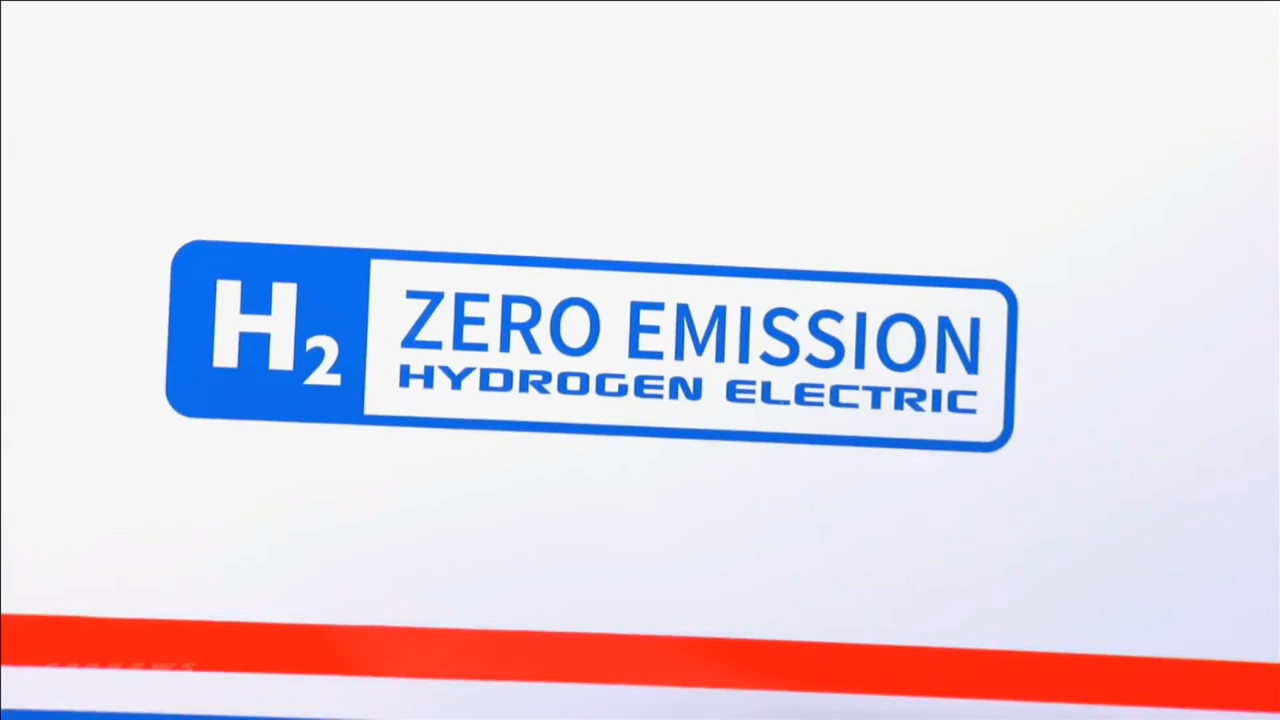 H₂
ZERO EMISSION
HYDROGEN ELECTRIC